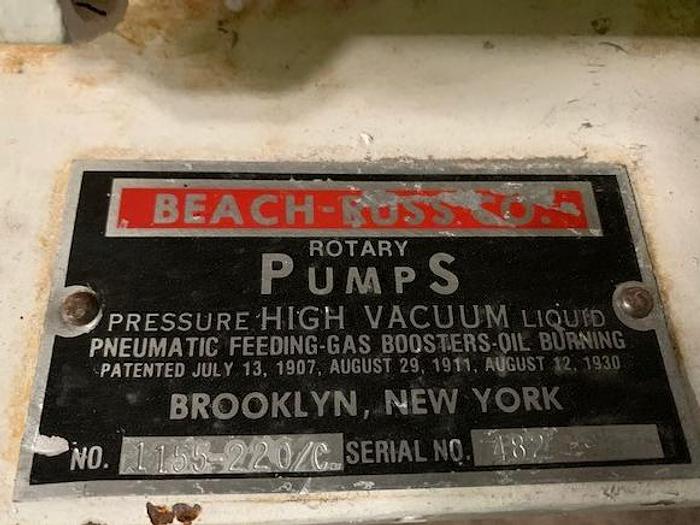 BEACH-RUSS. CO.
ROTARY
PUMPS
PRESSURE HIGH VACUUM LIQUID
PNEUMATIC FEEDING-GAS BOOSTERS-OIL BURNING
PATENTED JULY 13, 1907, AUGUST 29, 1911, AUGUST 12, 1930
BROOKLYN, NEW YORK
NO. 1155-220/C SERIAL NO.